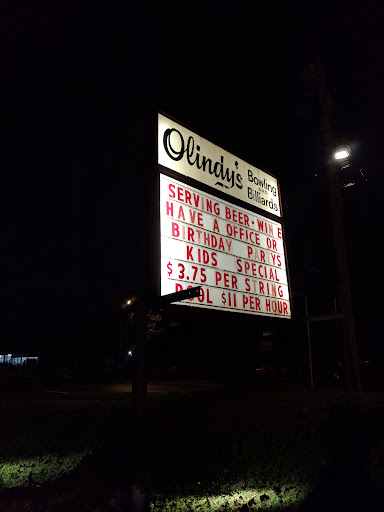 Olindy's Bowling
and
Billiards
SERVING BEER-WINE
HAVE A OFFICE OR
BIRTHDAY PARTYS
KIDS SPECIAL
$3.75 PER STRING
POOL $11 PER HOUR